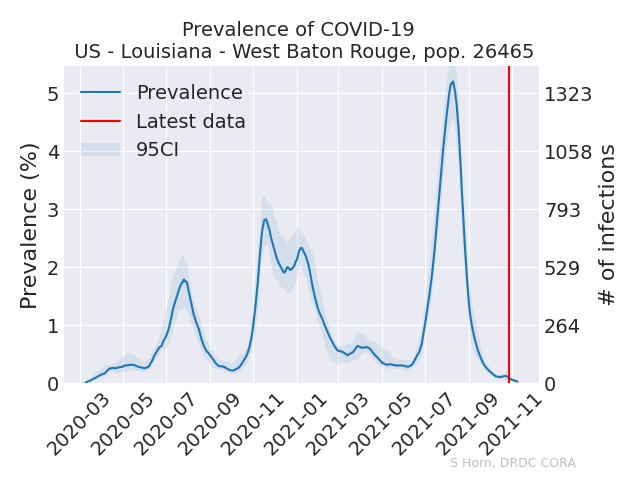 Prevalence of COVID-19
US - Louisiana - West Baton Rouge, pop. 26465
Prevalence
Latest data
95CI
Prevalence (%)
5
4
3
2
1
0
1323
1058
793
529
264
0
# of infections
2020-03
2020-05
2020-07
2020-09
2020-11
2021-01
2021-03
2021-05
2021-07
2021-09
2021-11
S Horn, DRDC CORA